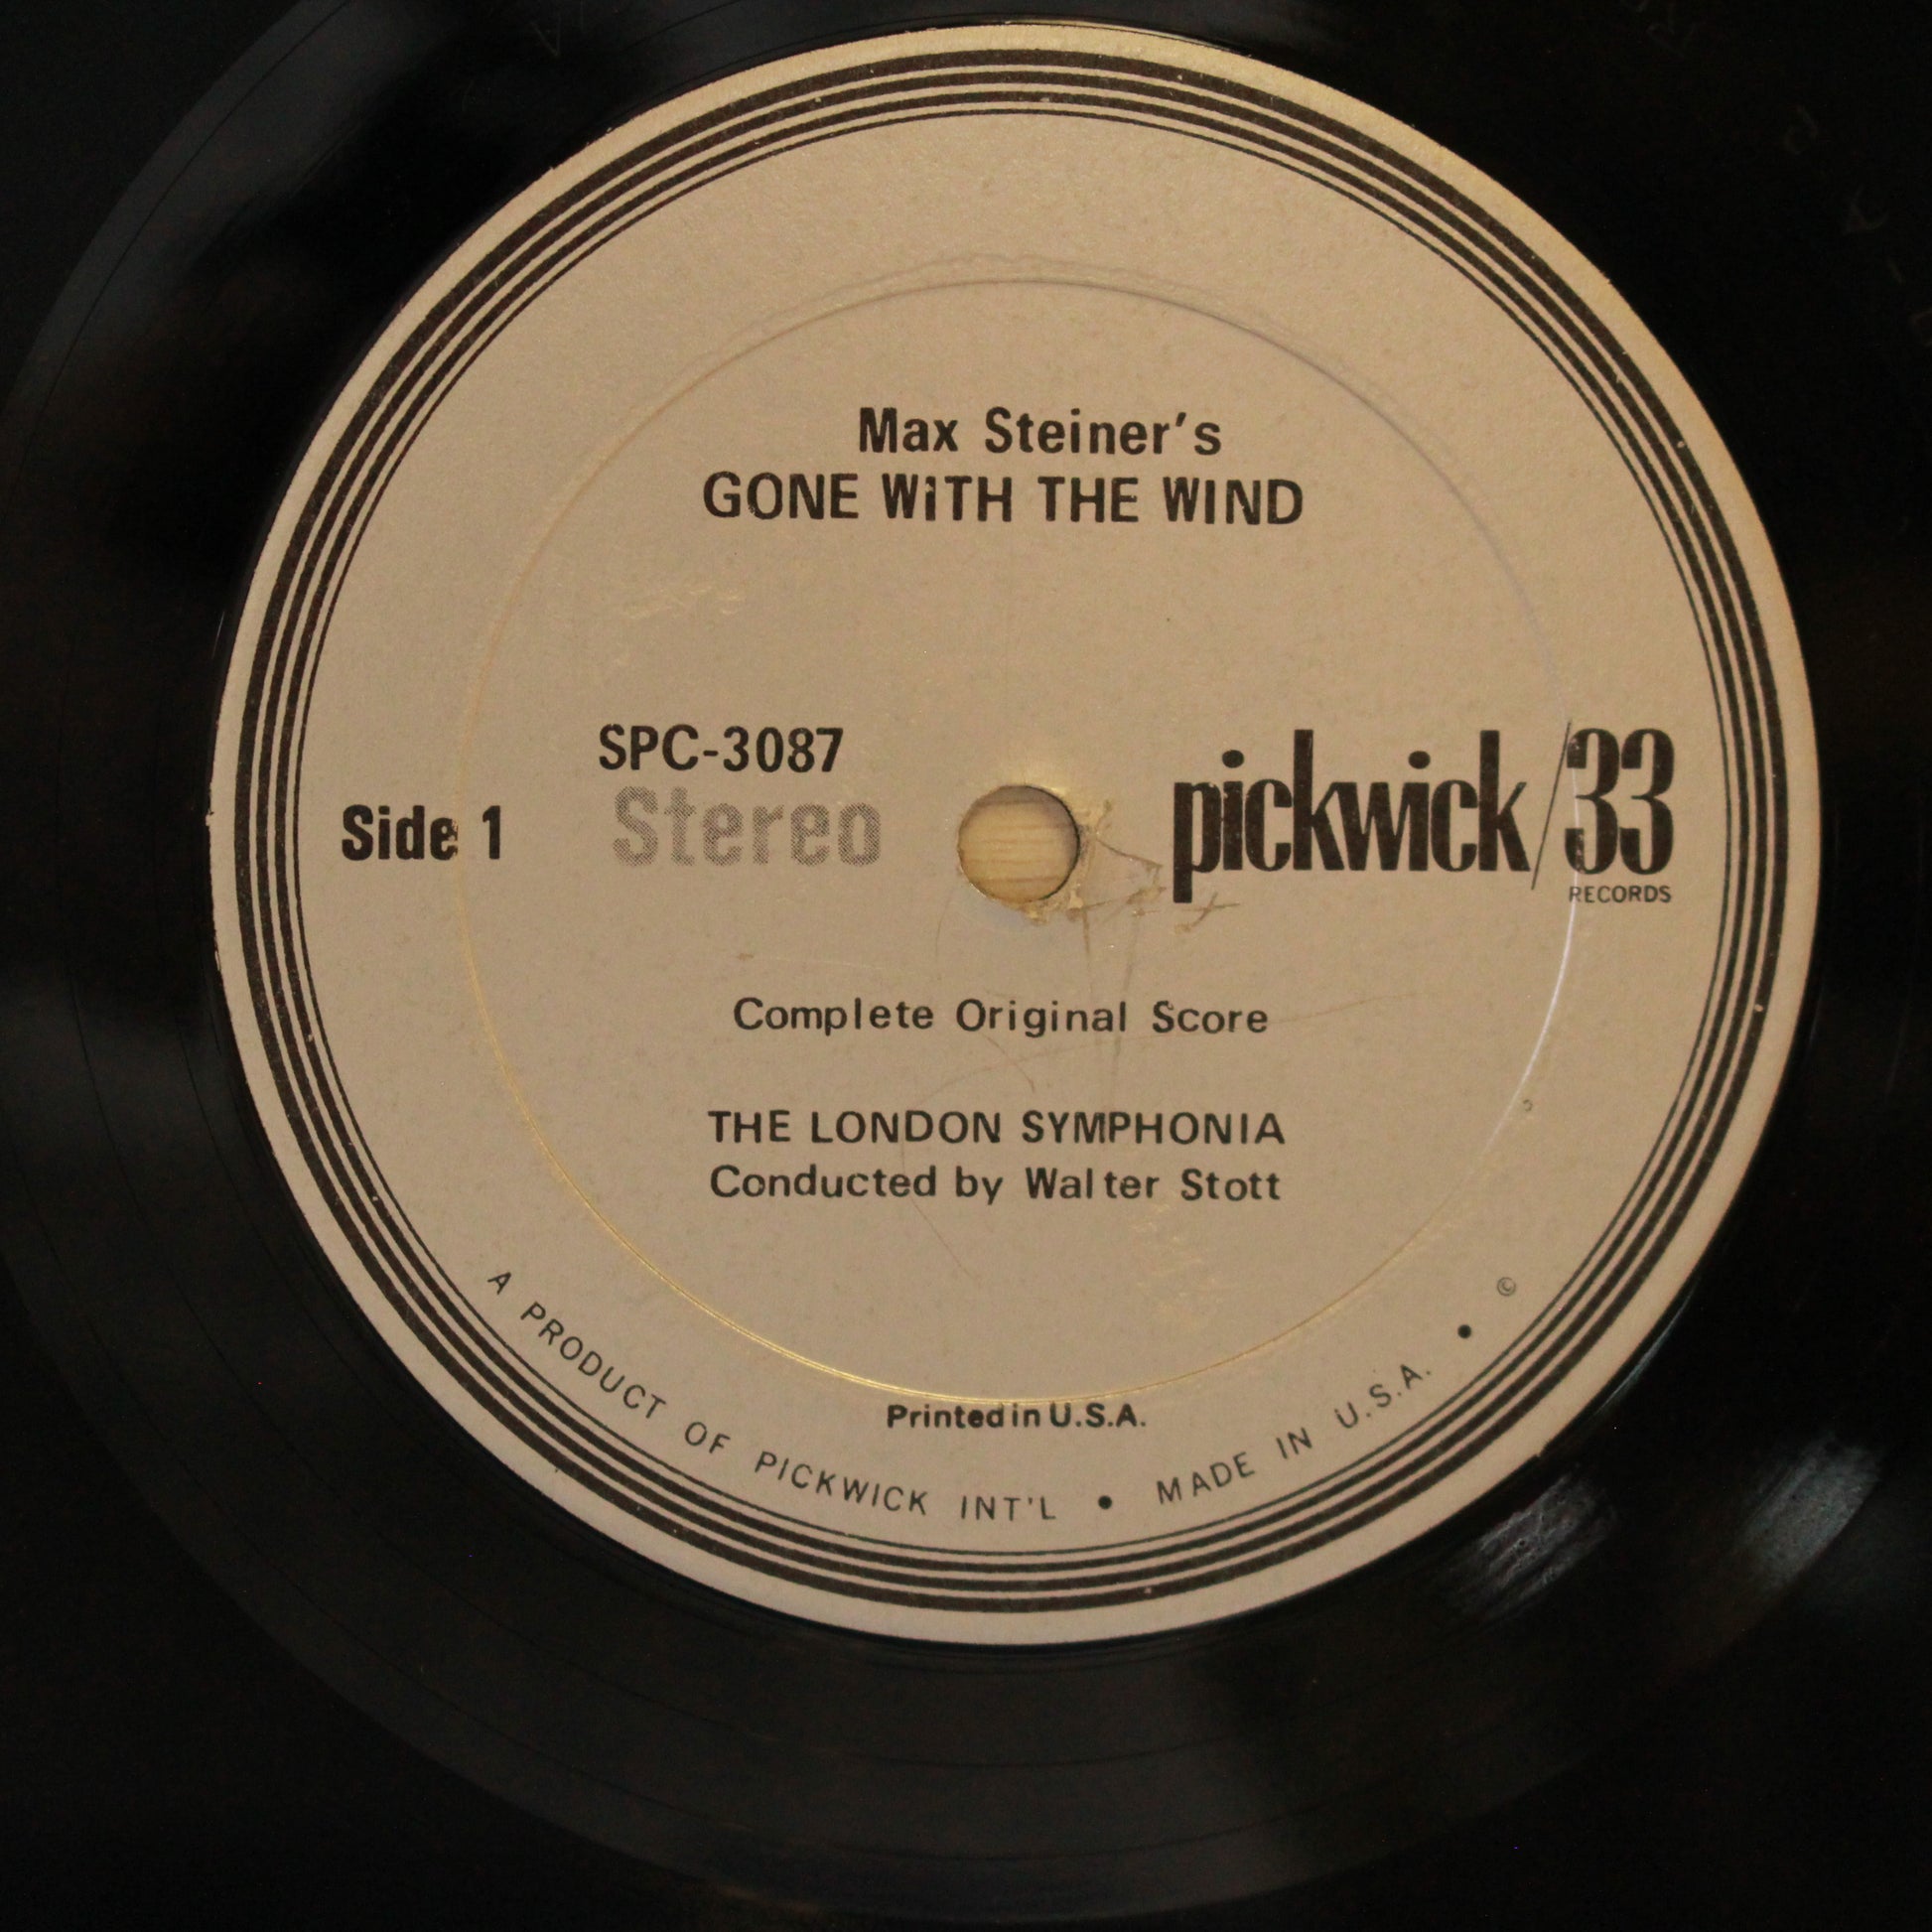 Max Steiner's
GONE WiTH THE WIND
SPC-3087
Side 1
Stereo
pickwick/33
RECORDS
Complete Original Score
THE LONDON SYMPHONIA
Conducted by Walter Stott
Printed in U.S.A.
A PRODUCT OF PICKWICK INT'L • MADE IN U.S.A. • ©